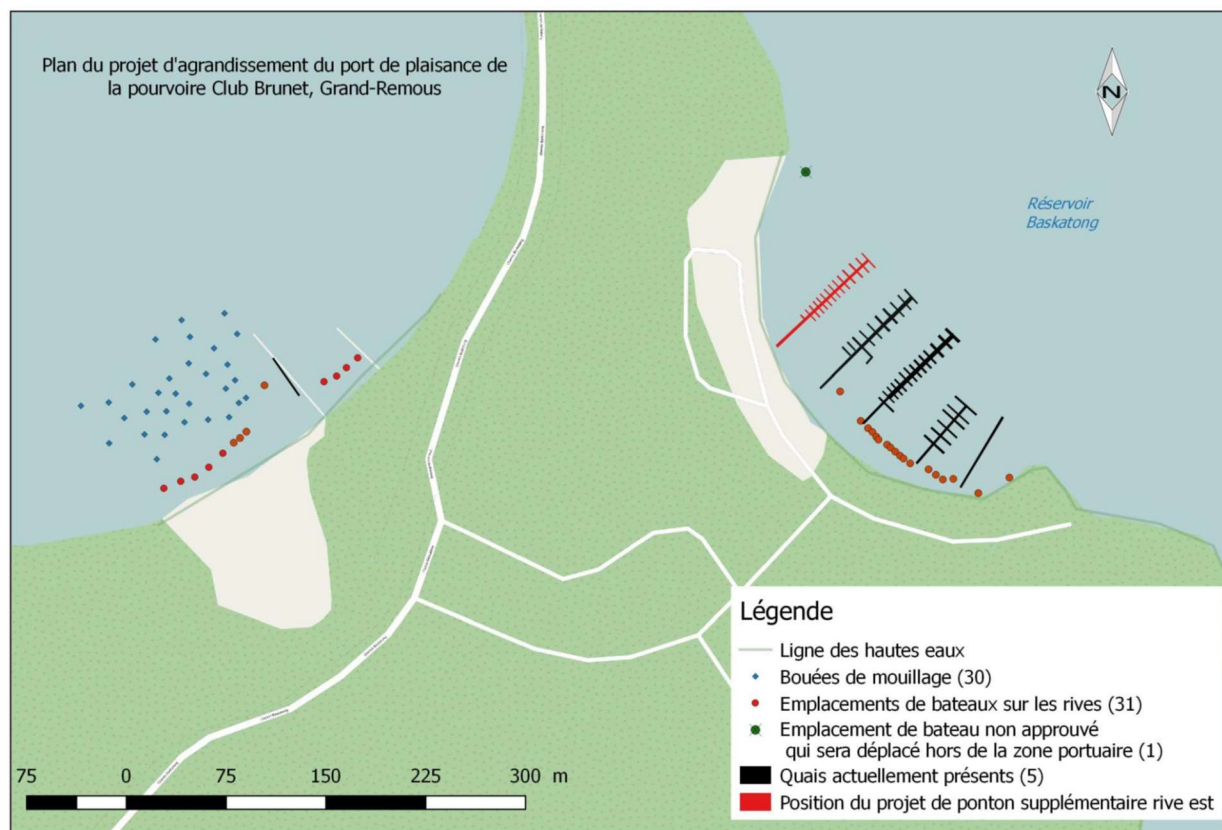 Plan du projet d'agrandissement du port de plaisance de
la pourvoire Club Brunet, Grand-Remous
N
Réservoir
Baskatong
Légende
Ligne des hautes eaux
Bouées de mouillage (30)
Emplacements de bateaux sur les rives (31)
Emplacement de bateau non approuvé
qui sera déplacé hors de la zone portuaire (1)
Quais actuellement présents (5)
Position du projet de ponton supplémentaire rive est
75 0 75 150 225 300 m